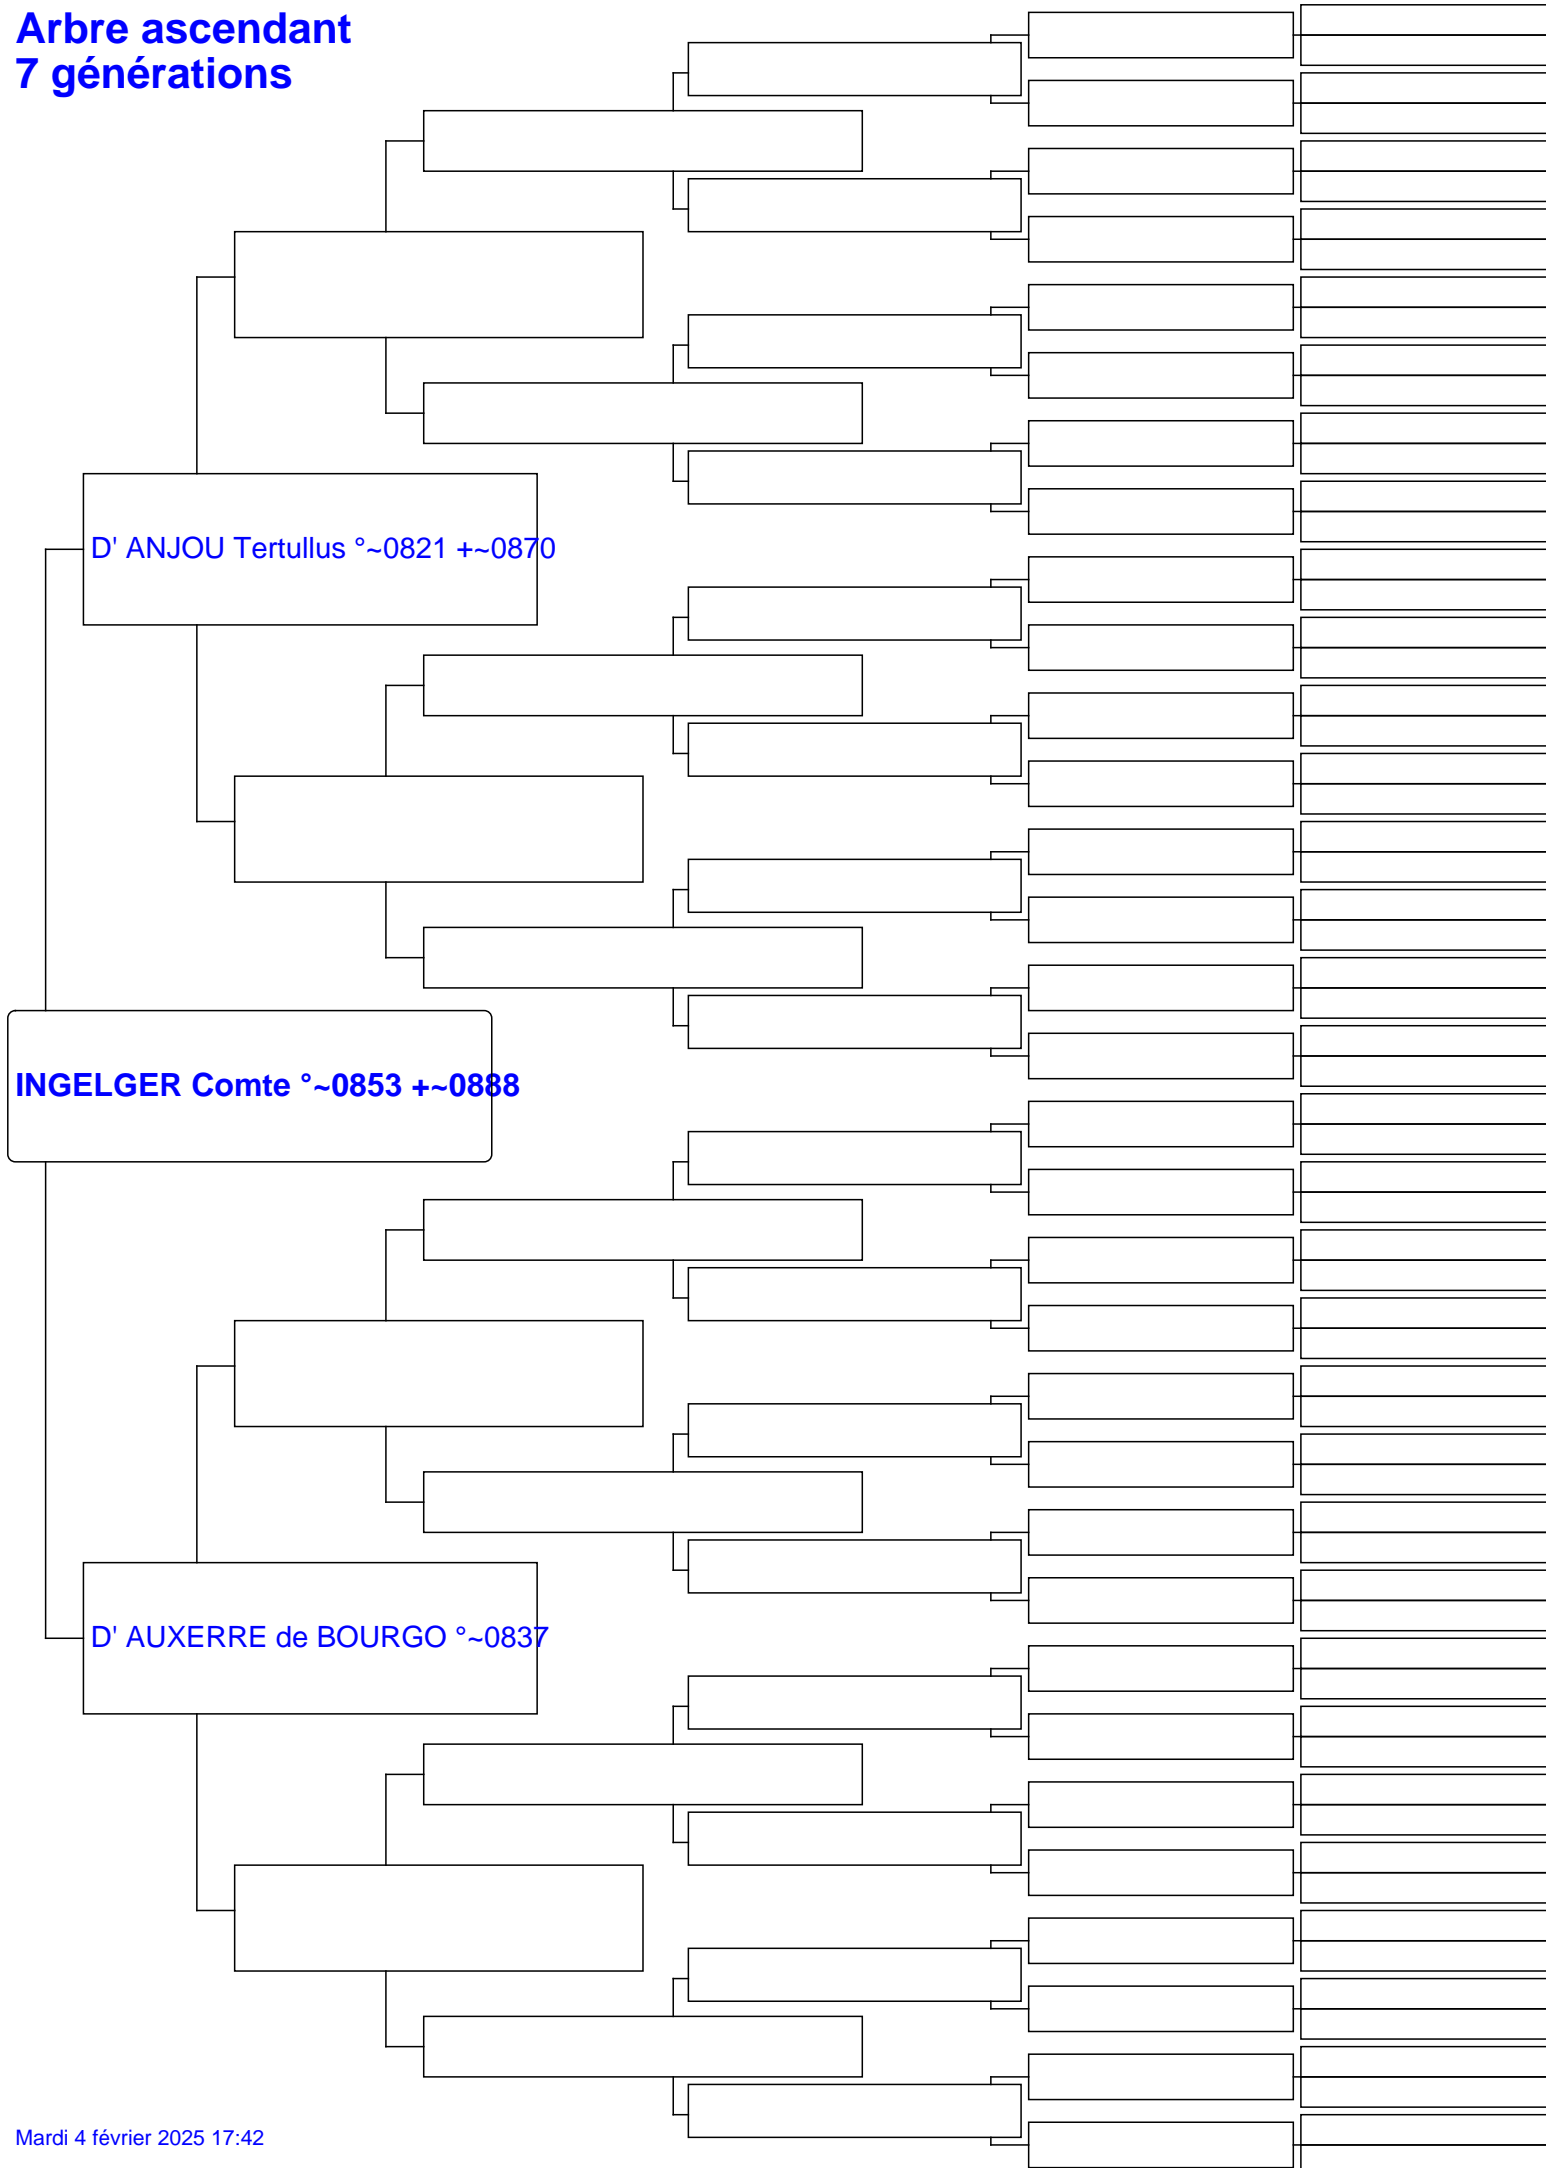 Arbre ascendant
7 générations
D' ANJOU Tertullus °~0821 +~0870
INGELGER Comte °~0853 +~0888
D' AUXERRE de BOURGO °~0837
Mardi 4 février 2025 17:42